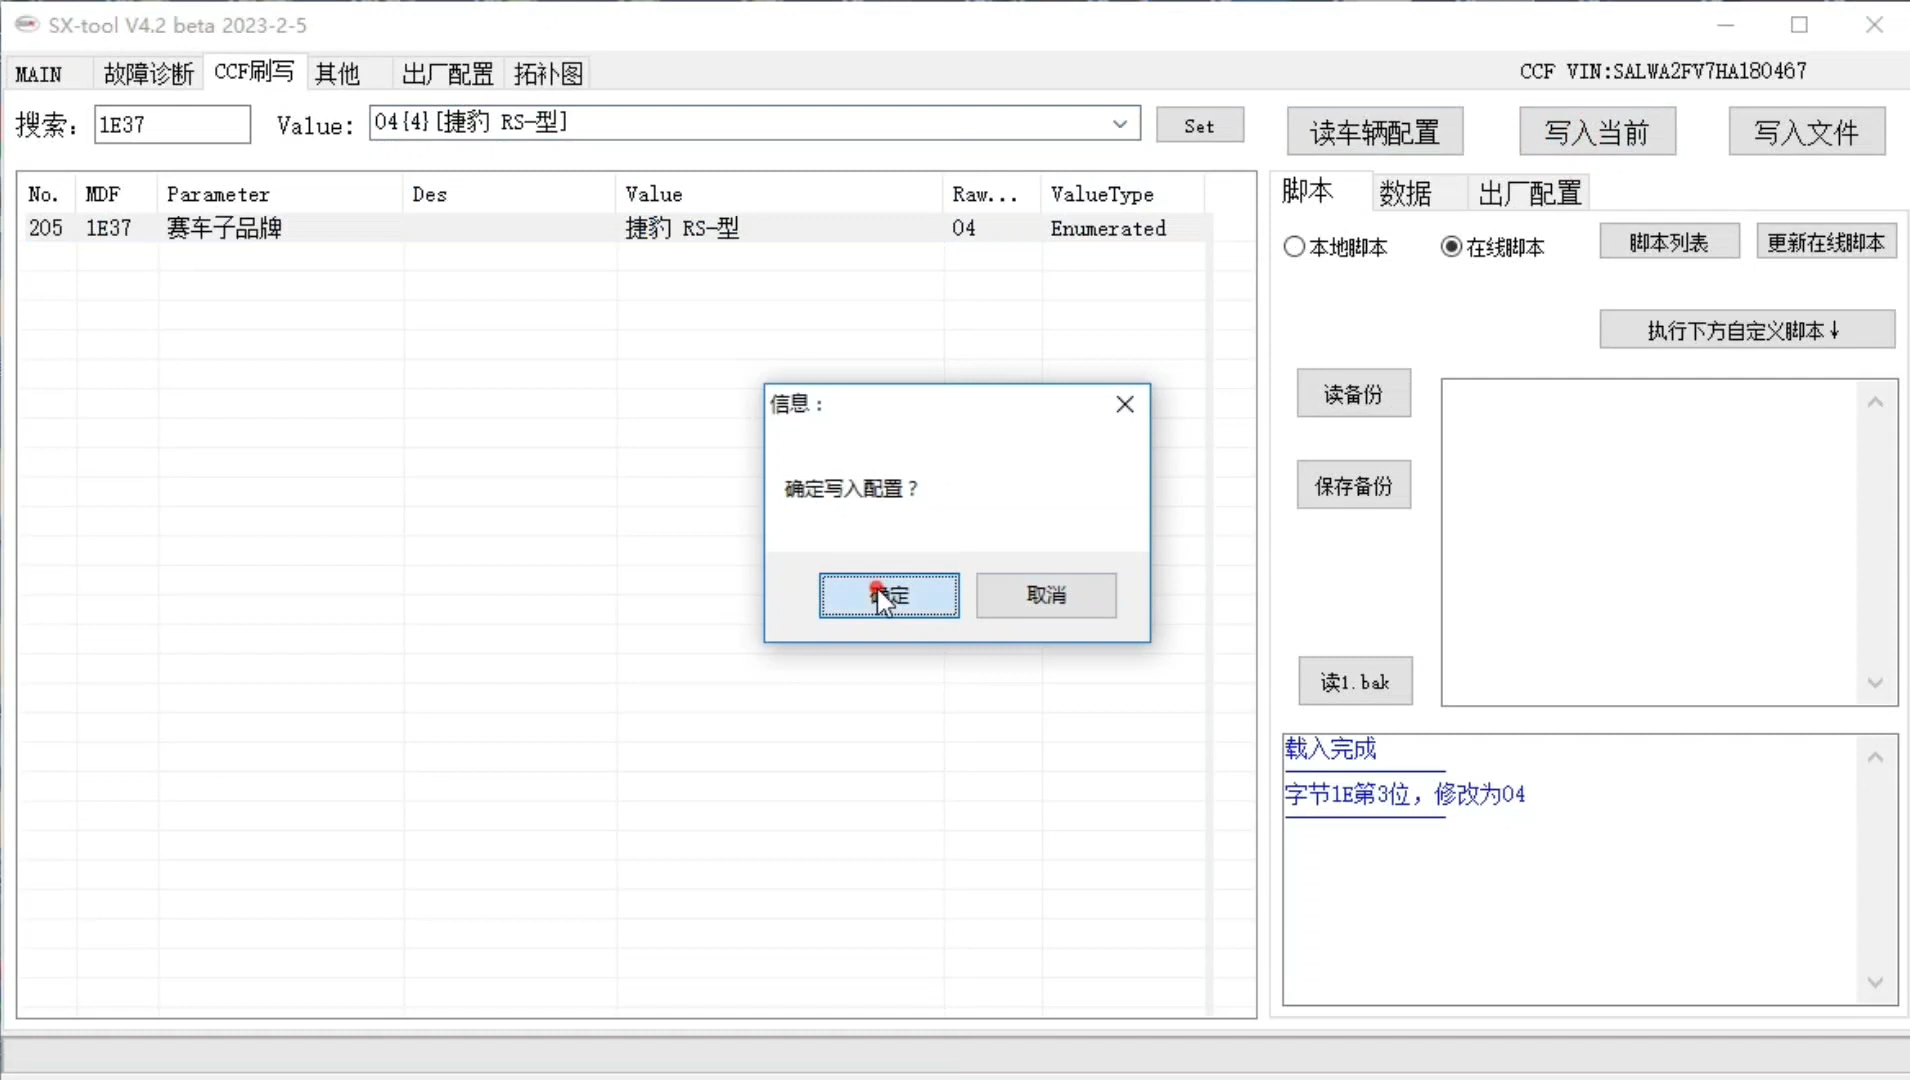 SX-tool V4.2 beta 2023-2-5
MAIN 故障诊断 CCF刷写 其他 出厂配置 拓补图 CCF VIN:SALWA2FV7HA180467
搜索: 1E37 Value: 04{4}[捷豹 RS-型] Set 读车辆配置 写入当前 写入文件
No. MDF Parameter Des Value Raw... ValueType
205 1E37 赛车子品牌 捷豹 RS-型 04 Enumerated
脚本 数据 出厂配置
本地脚本 在线脚本 脚本列表 更新在线脚本
执行下方自定义脚本↓
读备份
保存备份
读1.bak
信息：
确定写入配置？
确定 取消
载入完成
字节1E第3位，修改为04